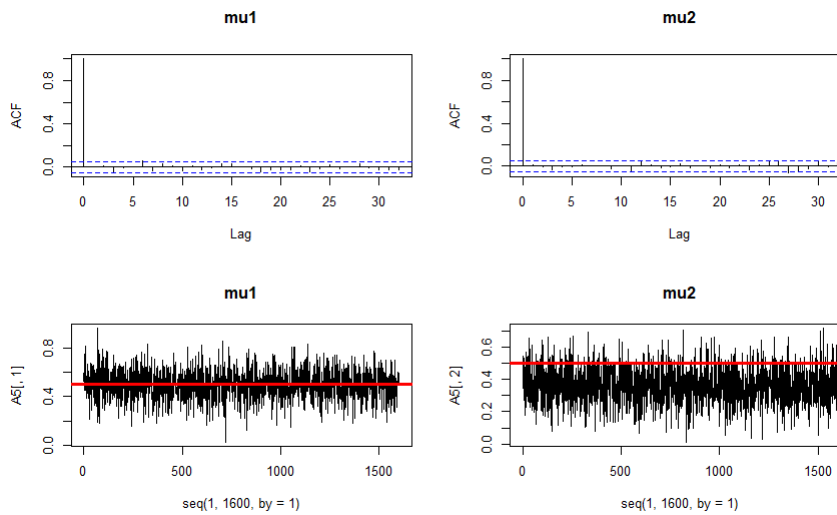 mu1
ACF
0.0 0.4 0.8
0 5 10 15 20 25 30
Lag
mu2
ACF
0.0 0.4 0.8
0 5 10 15 20 25 30
Lag
mu1
A5[, 1]
0.0 0.4 0.8
0 500 1000 1500
seq(1, 1600, by = 1)
mu2
A5[, 2]
0.0 0.2 0.4 0.6
0 500 1000 1500
seq(1, 1600, by = 1)